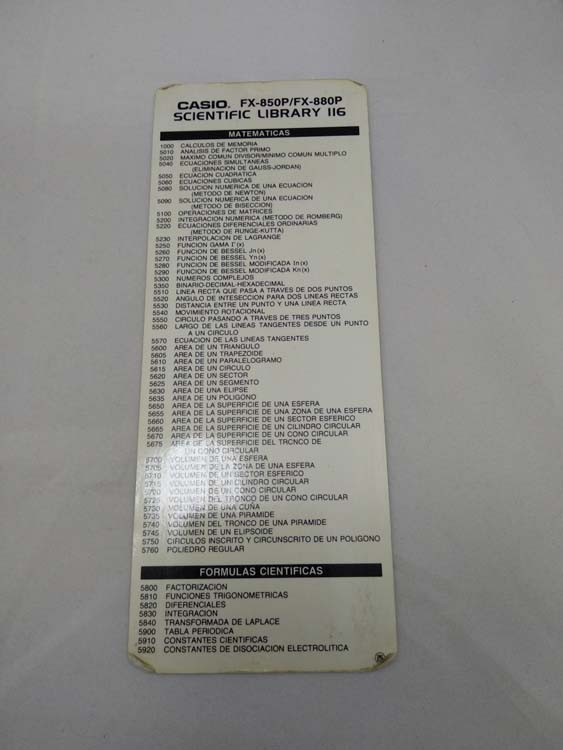 CASIO. FX-850P/FX-880P
SCIENTIFIC LIBRARY 116
MATEMATICAS
1000 CALCULOS DE MEMORIA
5010 ANALISIS DE FACTOR PRIMO
5020 MAXIMO COMUN DIVISOR/MINIMO COMUN MULTIPLO
5040 ECUACIONES SIMULTANEAS
(ELIMINACION DE GAUSS-JORDAN)
5050 ECUACION CUADRATICA
5060 ECUACIONES CUBICAS
5080 SOLUCION NUMERICA DE UNA ECUACION
(METODO DE NEWTON)
5090 SOLUCION NUMERICA DE UNA ECUACION
(METODO DE BISECCION)
5100 OPERACIONES DE MATRICES
5200 INTEGRACION NUMERICA (METODO DE ROMBERG)
5220 ECUACIONES DIFERENCIALES ORDINARIAS
(METODO DE RUNGE-KUTTA)
5230 INTERPOLACION DE LAGRANGE
5250 FUNCION GAMA Γ(x)
5260 FUNCION DE BESSEL Jn(x)
5270 FUNCION DE BESSEL Yn(x)
5280 FUNCION DE BESSEL MODIFICADA In(x)
5290 FUNCION DE BESSEL MODIFICADA Kn(x)
5300 NUMEROS COMPLEJOS
5350 BINARIO-DECIMAL-HEXADECIMAL
5510 LINEA RECTA QUE PASA A TRAVES DE DOS PUNTOS
5520 ANGULO DE INTESECCION PARA DOS LINEAS RECTAS
5530 DISTANCIA ENTRE UN PUNTO Y UNA LINEA RECTA
5540 MOVIMIENTO ROTACIONAL
5550 CIRCULO PASANDO A TRAVES DE TRES PUNTOS
5560 LARGO DE LAS LINEAS TANGENTES DESDE UN PUNTO
A UN CIRCULO
5570 ECUACION DE LAS LINEAS TANGENTES
5600 AREA DE UN TRIANGULO
5605 AREA DE UN TRAPEZOIDE
5610 AREA DE UN PARALELOGRAMO
5615 AREA DE UN CIRCULO
5620 AREA DE UN SECTOR
5625 AREA DE UN SEGMENTO
5630 AREA DE UNA ELIPSE
5635 AREA DE UN POLIGONO
5650 AREA DE LA SUPERFICIE DE UNA ESFERA
5655 AREA DE LA SUPERFICIE DE UNA ZONA DE UNA ESFERA
5660 AREA DE LA SUPERFICIE DE UN SECTOR ESFERICO
5665 AREA DE LA SUPERFICIE DE UN CILINDRO CIRCULAR
5670 AREA DE LA SUPERFICIE DE UN CONO CIRCULAR
5675 AREA DE LA SUPERFICIE DEL TRONCO DE
UN CONO CIRCULAR
5700 VOLUMEN DE UNA ESFERA
5705 VOLUMEN DE LA ZONA DE UNA ESFERA
5710 VOLUMEN DE UN SECTOR ESFERICO
5715 VOLUMEN DE UN CILINDRO CIRCULAR
5720 VOLUMEN DE UN CONO CIRCULAR
5725 VOLUMEN DEL TRONCO DE UN CONO CIRCULAR
5730 VOLUMEN DE UNA CUÑA
5735 VOLUMEN DE UNA PIRAMIDE
5740 VOLUMEN DEL TRONCO DE UNA PIRAMIDE
5745 VOLUMEN DE UN ELIPSOIDE
5750 CIRCULOS INSCRITO Y CIRCUNSCRITO DE UN POLIGONO
5760 POLIEDRO REGULAR
FORMULAS CIENTIFICAS
5800 FACTORIZACION
5810 FUNCIONES TRIGONOMETRICAS
5820 DIFERENCIALES
5830 INTEGRACION
5840 TRANSFORMADA DE LAPLACE
5900 TABLA PERIODICA
5910 CONSTANTES CIENTIFICAS
5920 CONSTANTES DE DISOCIACION ELECTROLITICA